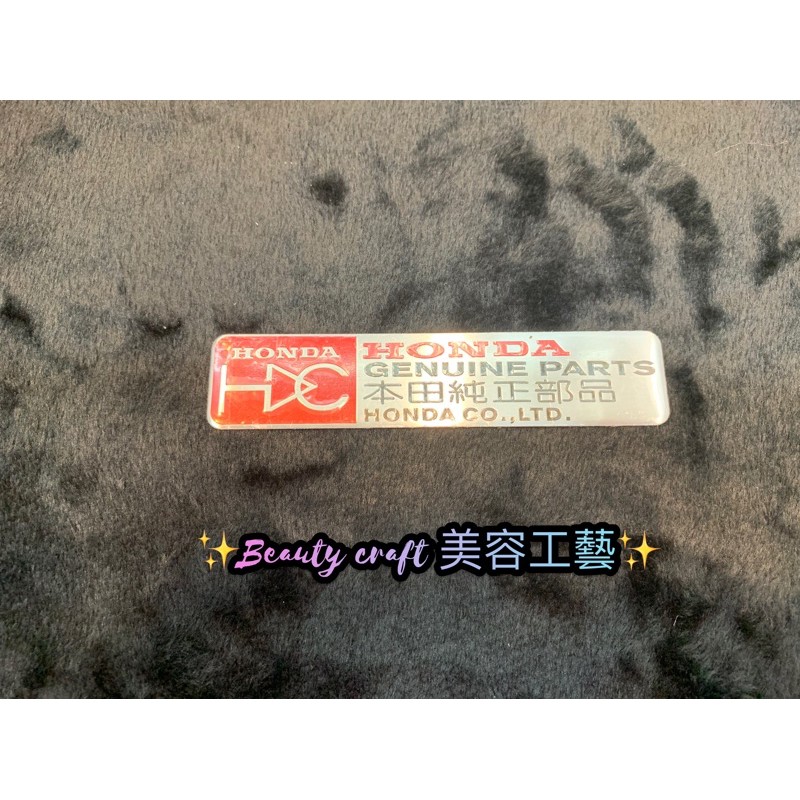 HONDA
HDC
HONDA
GENUINE PARTS
本田純正部品
HONDA CO.,LTD.
✨Beauty craft 美容工藝✨